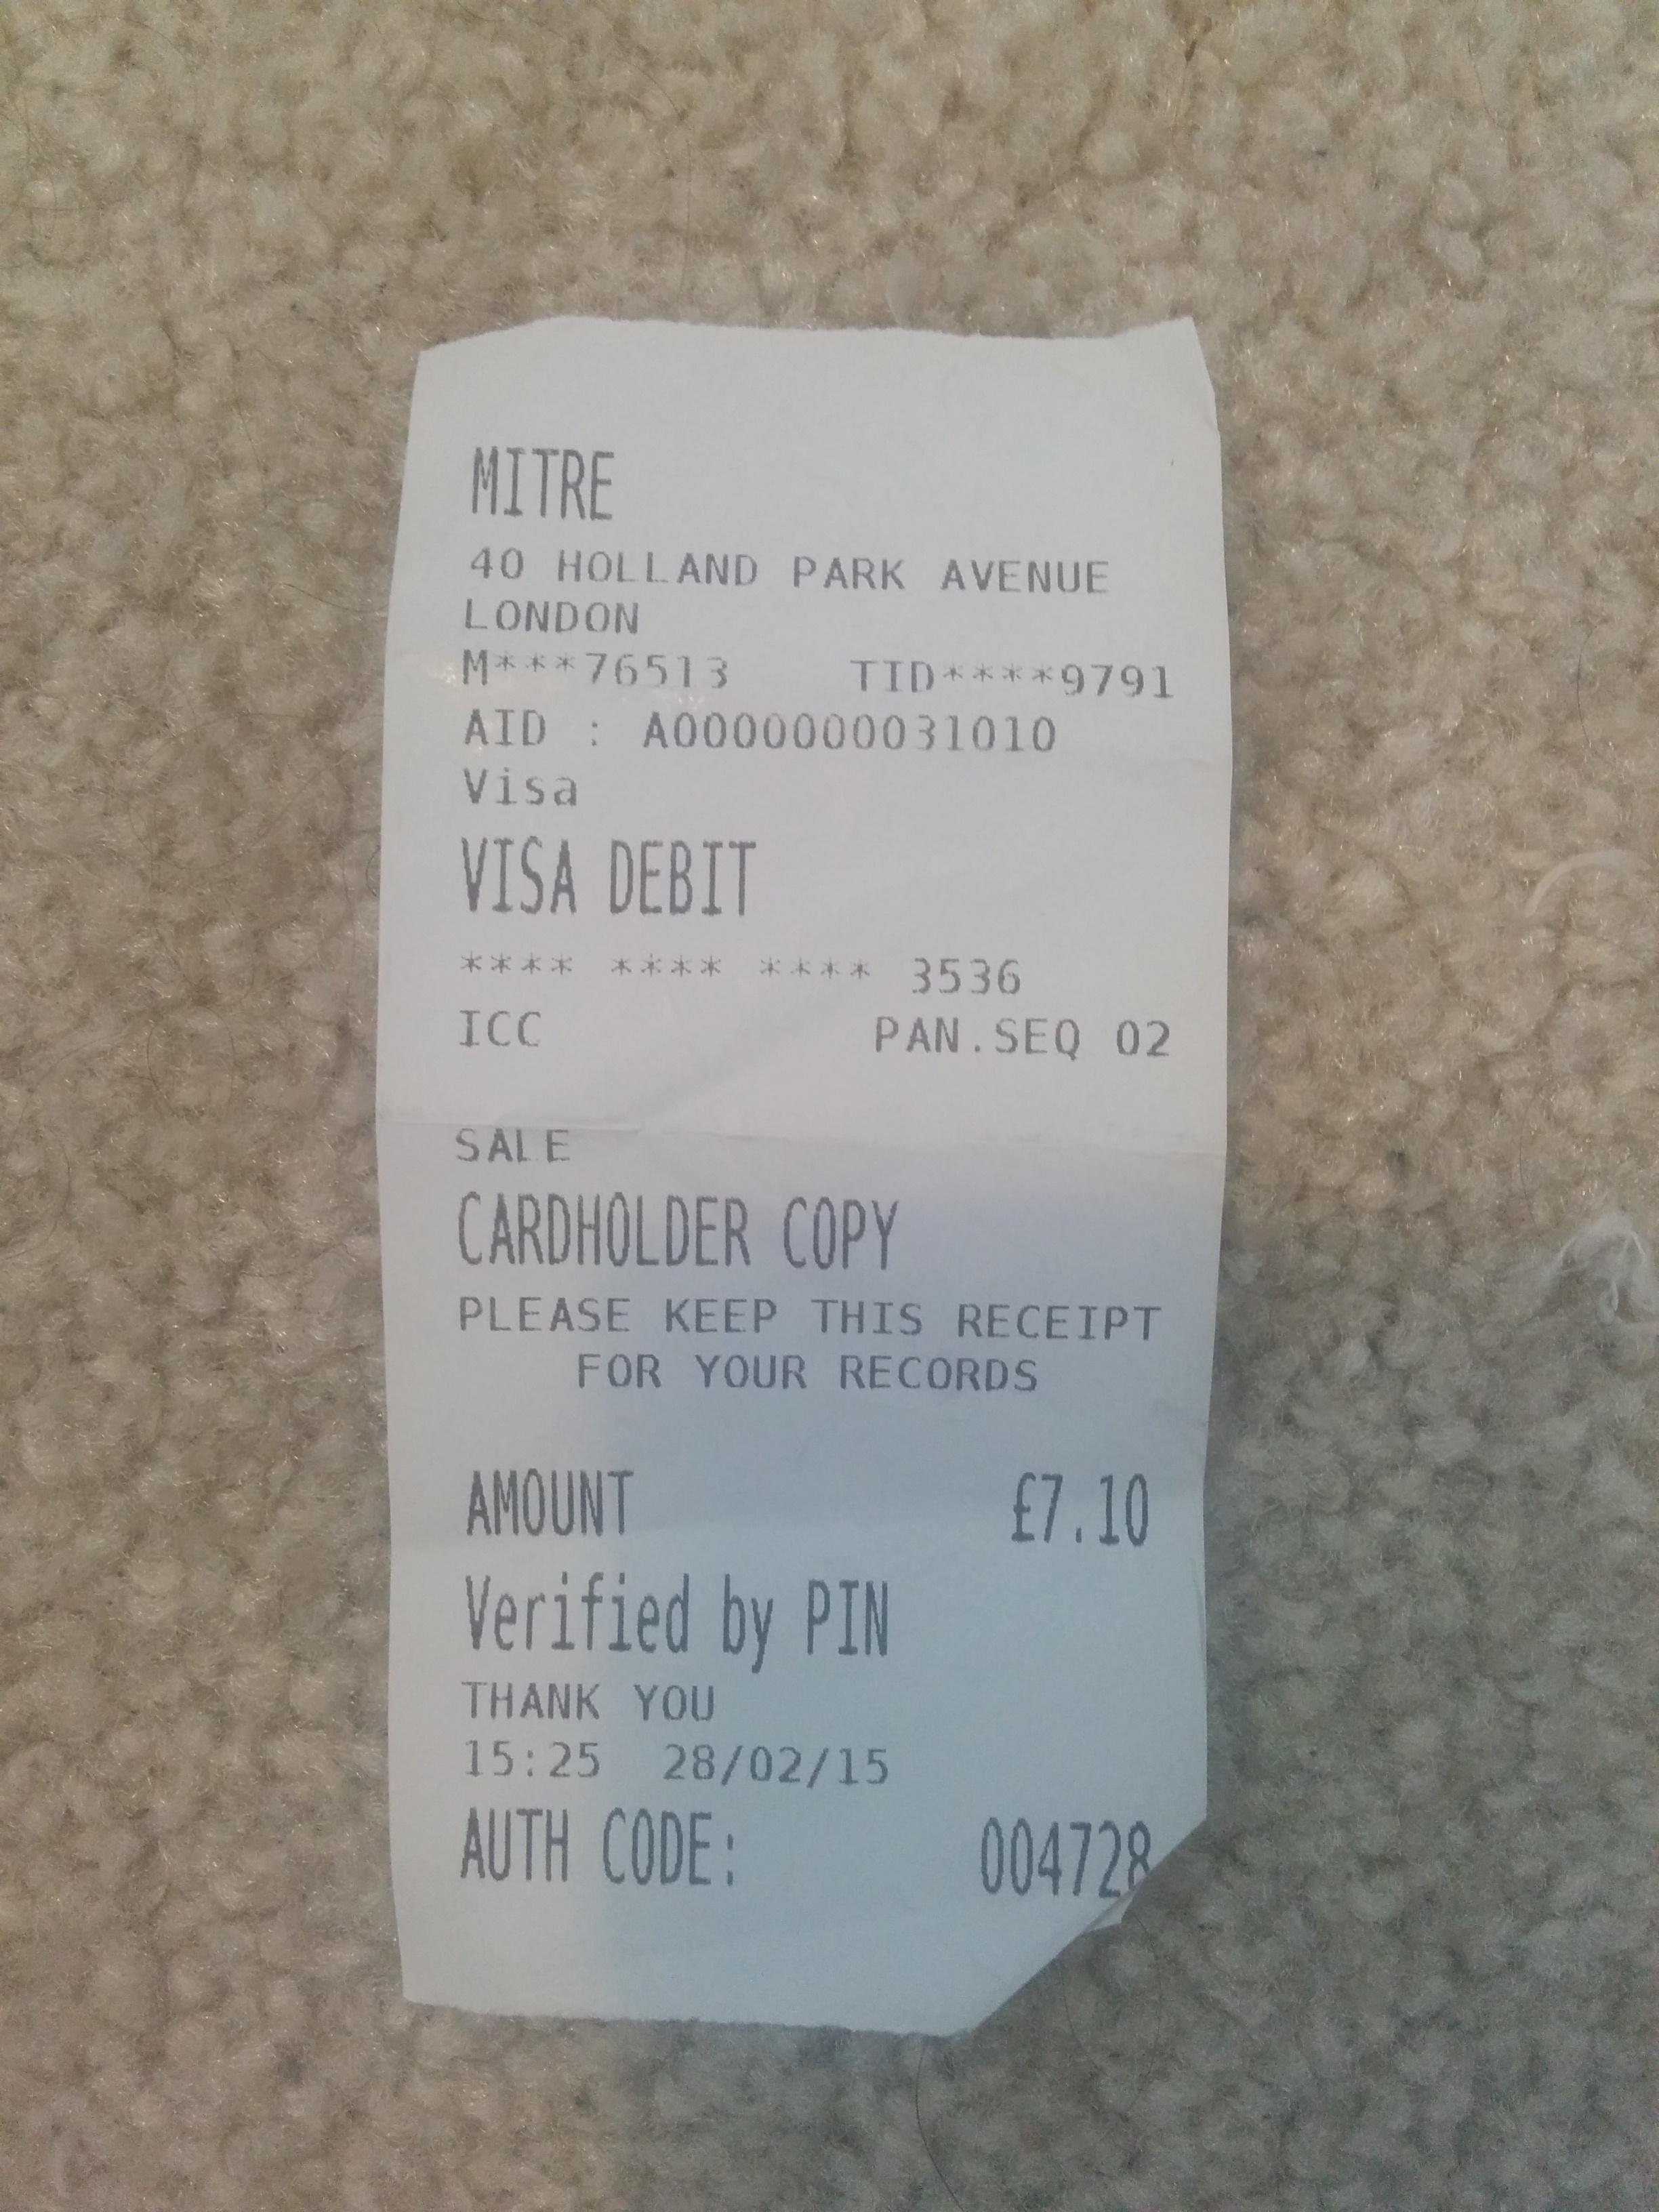 MITRE
40 HOLLAND PARK AVENUE
LONDON
M***76513 TID****9791
AID : A0000000031010
Visa
VISA DEBIT
**** **** **** 3536
ICC PAN.SEQ 02
SALE
CARDHOLDER COPY
PLEASE KEEP THIS RECEIPT
FOR YOUR RECORDS
AMOUNT £7.10
Verified by PIN
THANK YOU
15:25 28/02/15
AUTH CODE: 004728